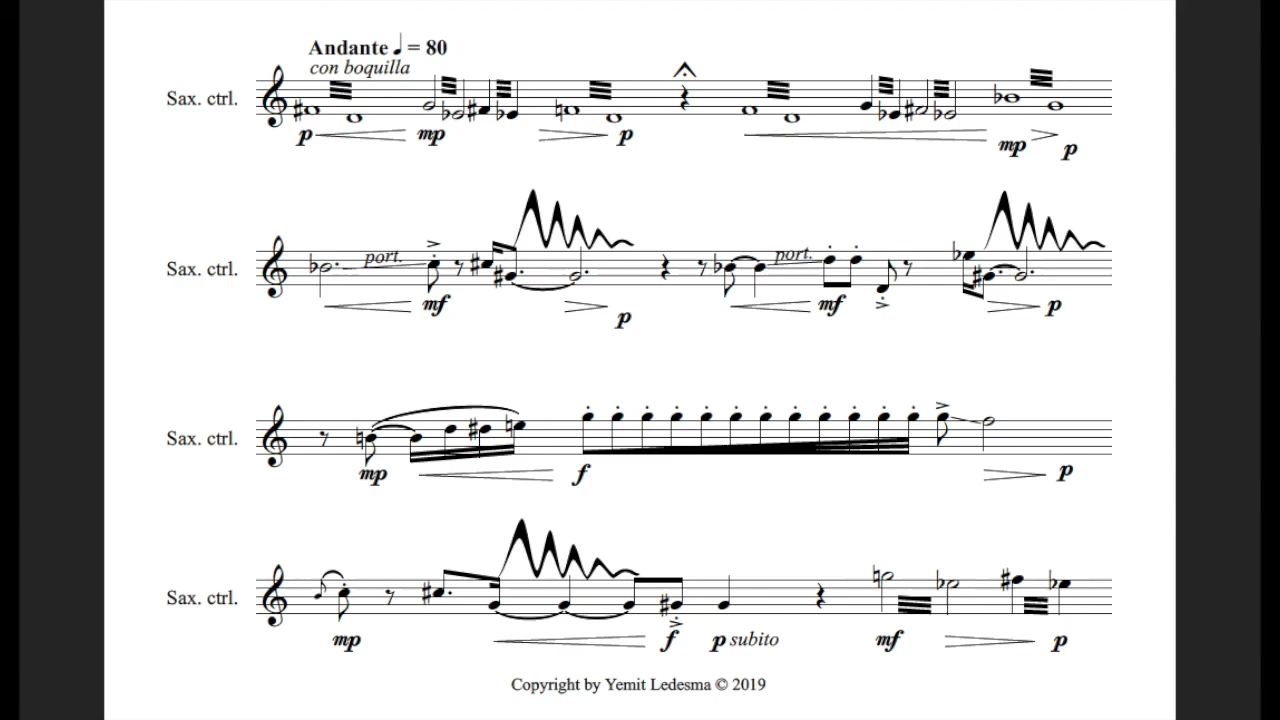 Andante ♩ = 80
con boquilla
Sax. ctrl.
p mp p mp p
port. port.
Sax. ctrl.
mf p mf p
Sax. ctrl.
mp f p
Sax. ctrl.
mp f p subito mf p
Copyright by Yemit Ledesma © 2019